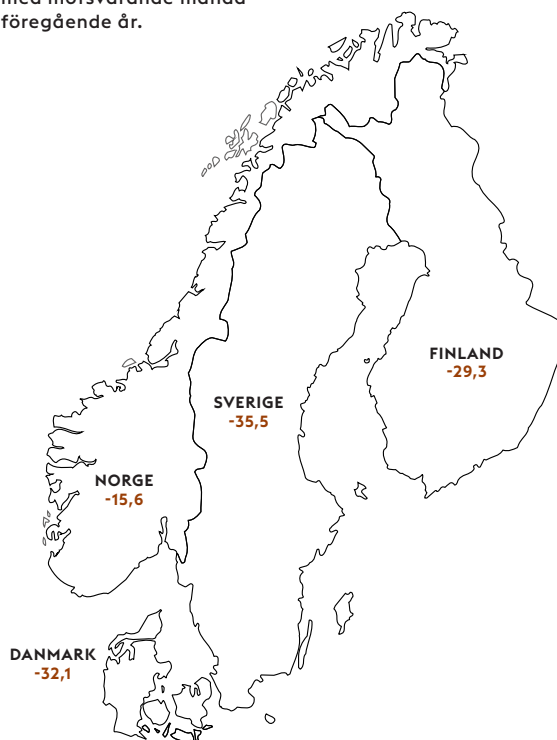 föregående år.
FINLAND
-29,3
SVERIGE
-35,5
NORGE
-15,6
DANMARK
-32,1